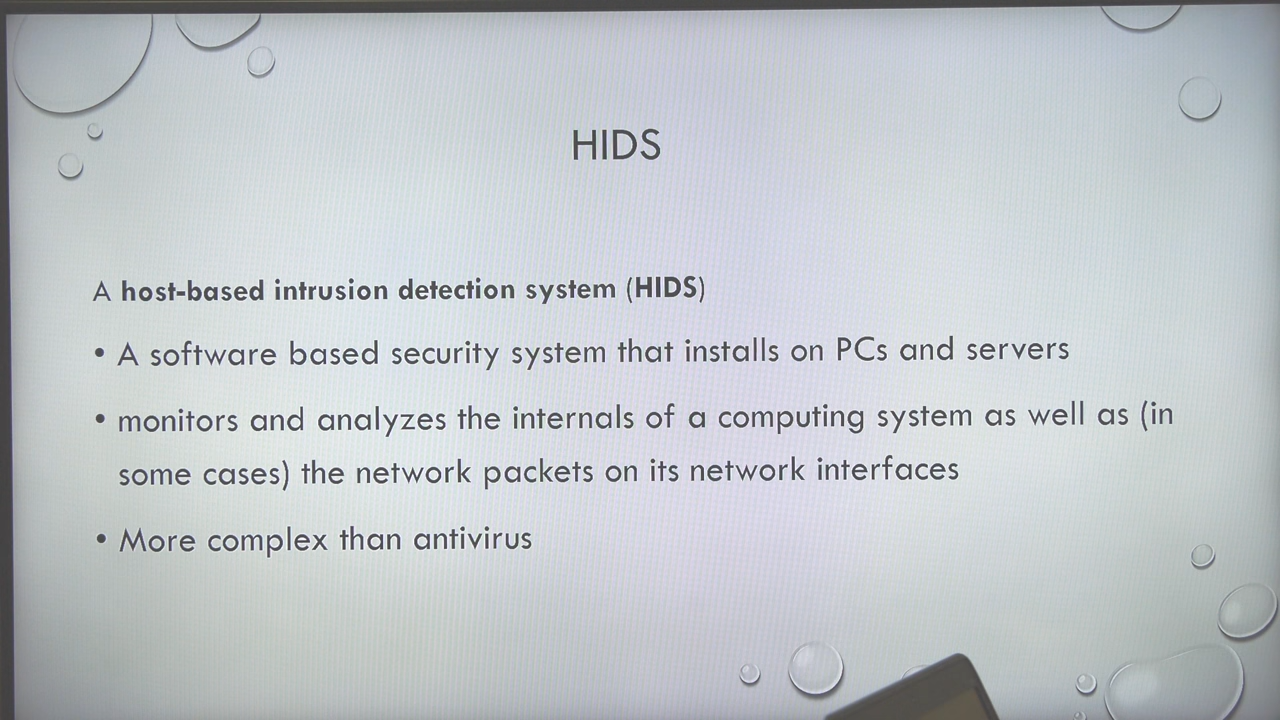 HIDS
A host-based intrusion detection system (HIDS)
• A software based security system that installs on PCs and servers
• monitors and analyzes the internals of a computing system as well as (in
some cases) the network packets on its network interfaces
• More complex than antivirus